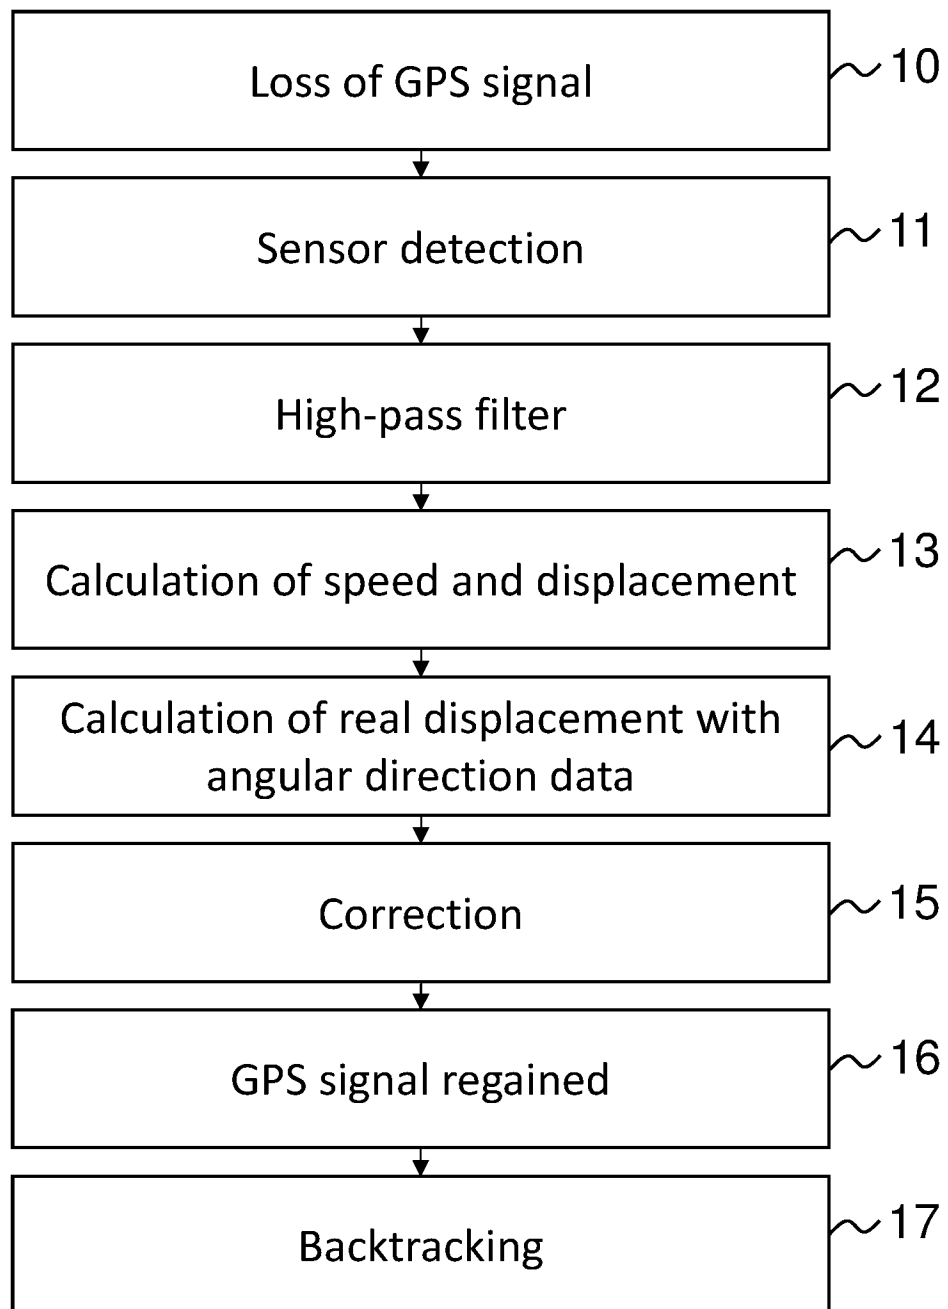 Loss of GPS signal
10
Sensor detection
11
High-pass filter
12
Calculation of speed and displacement
13
Calculation of real displacement with
angular direction data
14
Correction
15
GPS signal regained
16
Backtracking
17